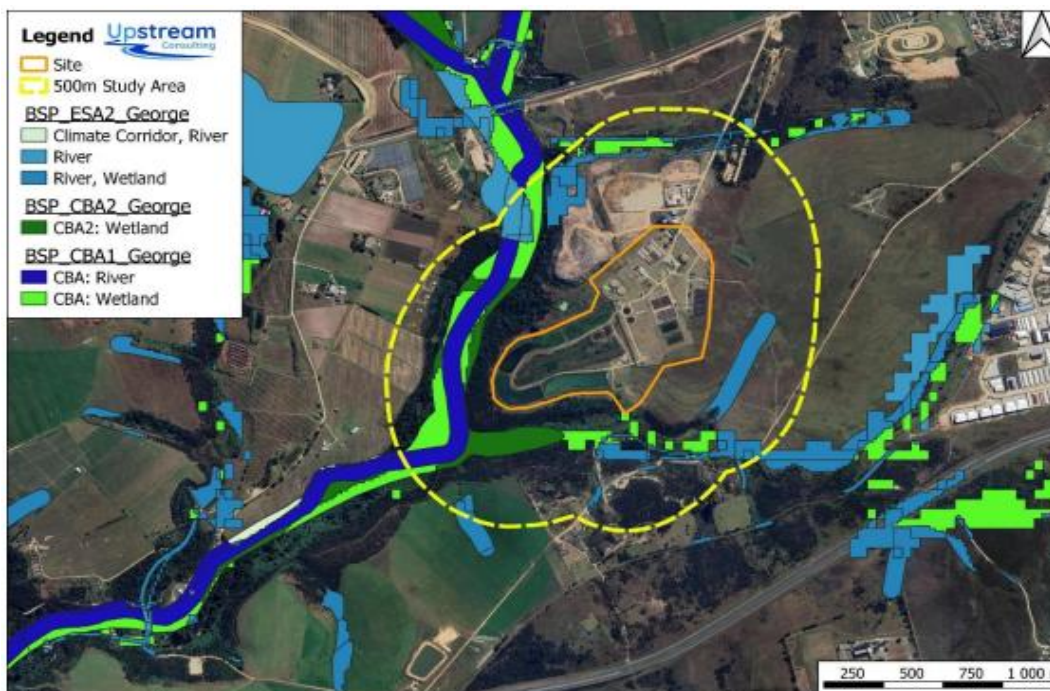 Legend
Upstream
Consulting
Site
500m Study Area
BSP_ESA2_George
Climate Corridor, River
River
River, Wetland
BSP_CBA2_George
CBA2: Wetland
BSP_CBA1_George
CBA: River
CBA: Wetland
250 500 750 1 000